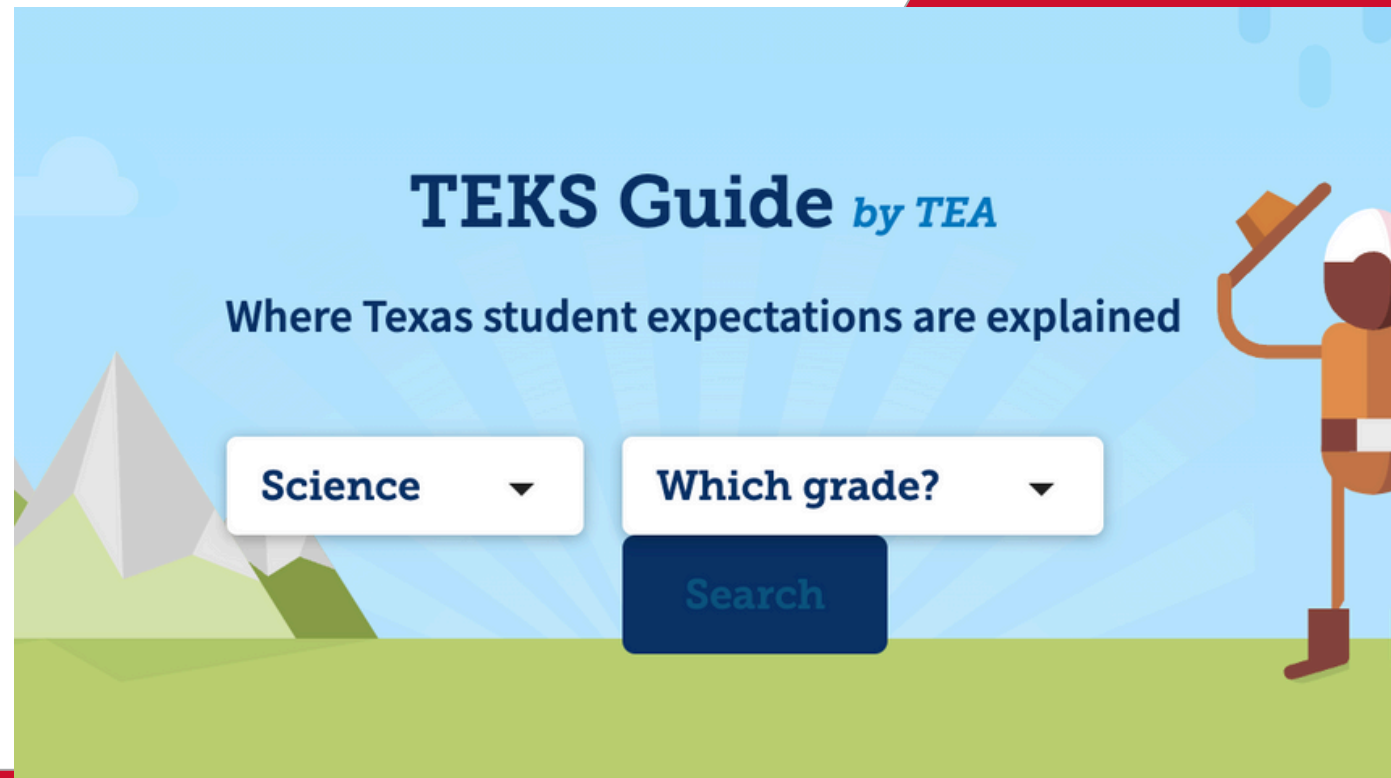 TEKS Guide by TEA
Where Texas student expectations are explained
Science
Which grade?
Search